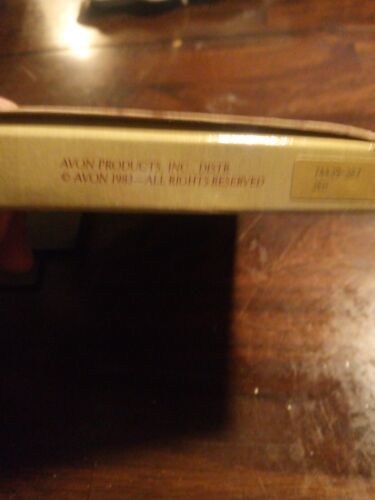 AVON PRODUCTS, INC. DISTR.
© AVON 1983—ALL RIGHTS RESERVED